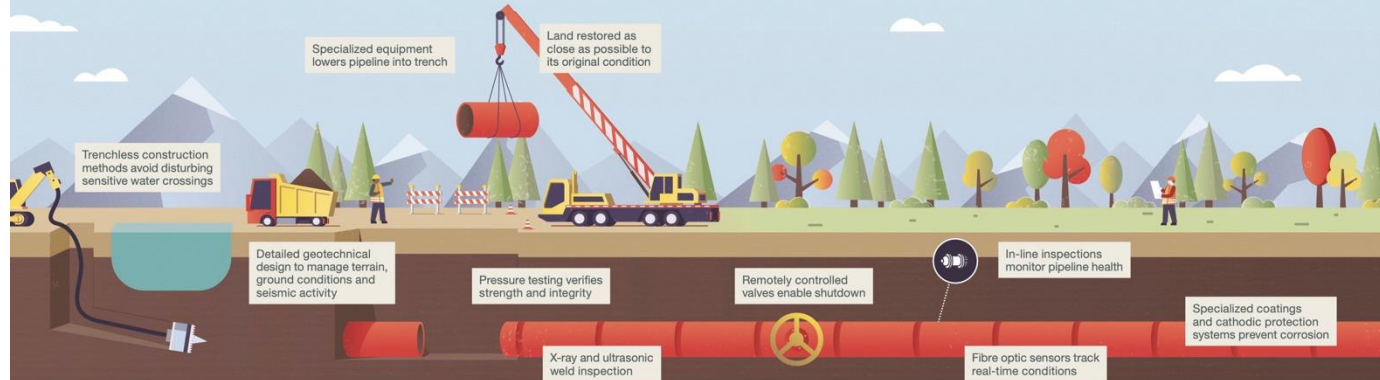 Specialized equipment
lowers pipeline into trench
Land restored as
close as possible to
its original condition
Trenchless construction
methods avoid disturbing
sensitive water crossings
Detailed geotechnical
design to manage terrain,
ground conditions and
seismic activity
Pressure testing verifies
strength and integrity
Remotely controlled
valves enable shutdown
In-line inspections
monitor pipeline health
Specialized coatings
and cathodic protection
systems prevent corrosion
X-ray and ultrasonic
weld inspection
Fibre optic sensors track
real-time conditions